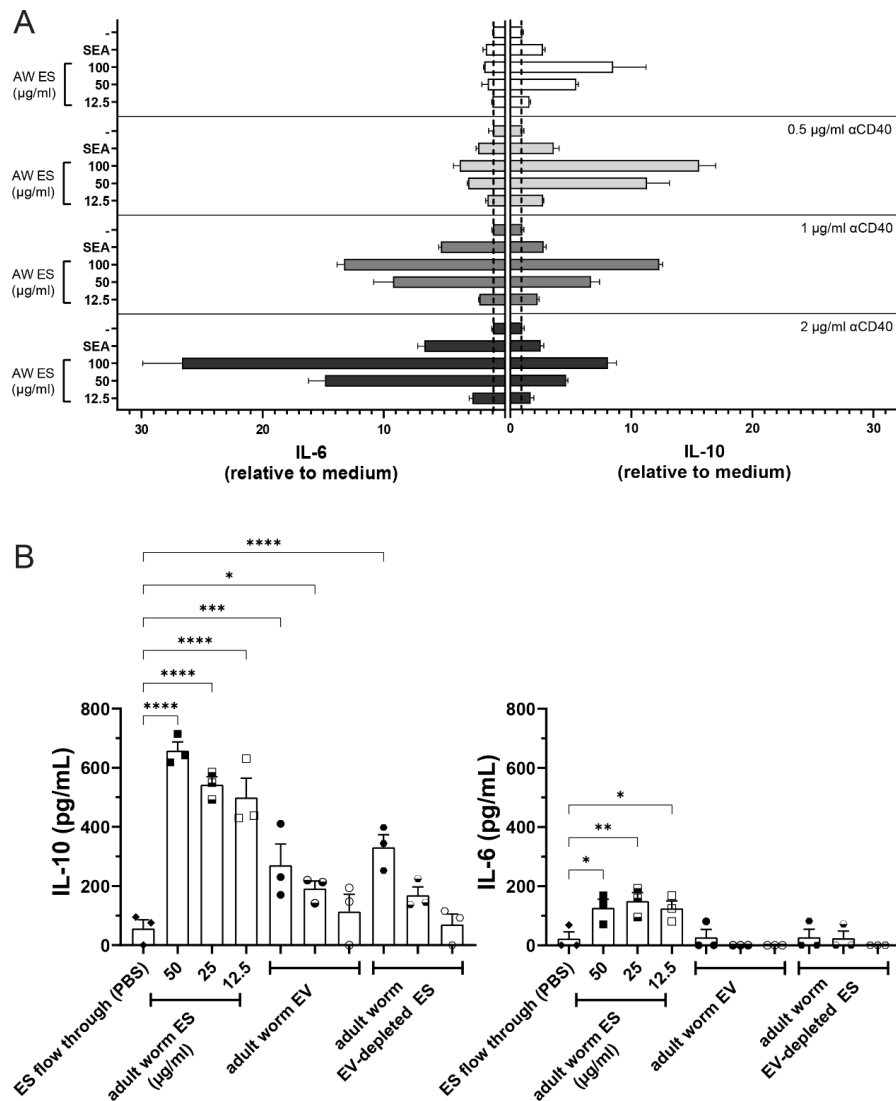 A
-
SEA
100
50
12.5
AW ES
(µg/ml)
0.5 µg/ml αCD40
-
SEA
100
50
12.5
AW ES
(µg/ml)
1 µg/ml αCD40
-
SEA
100
50
12.5
AW ES
(µg/ml)
2 µg/ml αCD40
-
SEA
100
50
12.5
AW ES
(µg/ml)
30 20 10 0 10 20 30
IL-6
(relative to medium)
IL-10
(relative to medium)
B
****
*
***
****
****
****
IL-10 (pg/mL)
800
600
400
200
0
ES flow through (PBS)
50
25
12.5
adult worm ES
(µg/ml)
adult worm EV
adult worm
EV-depleted ES
*
**
*
IL-6 (pg/mL)
800
600
400
200
0
ES flow through (PBS)
50
25
12.5
adult worm ES
(µg/ml)
adult worm EV
adult worm
EV-depleted ES